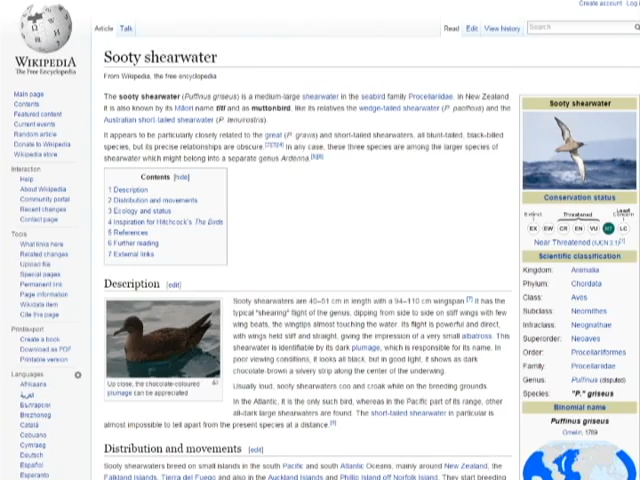 Create account Log
WIKIPEDIA
The Free Encyclopedia
Article Talk
Read Edit View history Search
Sooty shearwater
From Wikipedia, the free encyclopedia
Main page
Contents
Featured content
Current events
Random article
Donate to Wikipedia
Wikipedia store
Interaction
Help
About Wikipedia
Community portal
Recent changes
Contact page
Tools
What links here
Related changes
Upload file
Special pages
Permanent link
Page information
Wikidata item
Cite this page
Print/export
Create a book
Download as PDF
Printable version
Languages
Afrikaans
العربية
Български
Brezhoneg
Català
Cebuano
Cymraeg
Deutsch
Español
Esperanto
The sooty shearwater (Puffinus griseus) is a medium-large shearwater in the seabird family Procellariidae. In New Zealand
it is also known by its Māori name tītī and as muttonbird, like its relatives the wedge-tailed shearwater (P. pacificus) and the
Australian short-tailed shearwater (P. tenuirostris).
It appears to be particularly closely related to the great (P. gravis) and short-tailed shearwaters, all blunt-tailed, black-billed
species, but its precise relationships are obscure. In any case, these three species are among the larger species of
shearwater which might belong into a separate genus Ardenna.
Contents [hide]
1 Description
2 Distribution and movements
3 Ecology and status
4 Inspiration for Hitchcock's The Birds
5 References
6 Further reading
7 External links
Description [edit]
Up close, the chocolate-coloured
plumage can be appreciated
Sooty shearwaters are 40–51 cm in length with a 94–110 cm wingspan.[7] It has the
typical "shearing" flight of the genus, dipping from side to side on stiff wings with few
wing beats, the wingtips almost touching the water. Its flight is powerful and direct,
with wings held stiff and straight, giving the impression of a very small albatross. This
shearwater is identifiable by its dark plumage, which is responsible for its name. In
poor viewing conditions, it looks all black, but in good light, it shows as dark
chocolate-brown a silvery strip along the center of the underwing.
Usually loud, sooty shearwaters coo and croak while on the breeding grounds.
In the Atlantic, it is the only such bird, whereas in the Pacific part of its range, other
all-dark large shearwaters are found. The short-tailed shearwater in particular is
almost impossible to tell apart from the present species at a distance.
Distribution and movements [edit]
Sooty shearwaters breed on small islands in the south Pacific and south Atlantic Oceans, mainly around New Zealand, the
Falkland Islands, Tierra del Fuego and also in the Auckland Islands and Phillip Island off Norfolk Island. They start breeding
Sooty shearwater
Conservation status
Extinct Threatened Least Concern
EX EW CR EN VU NT LC
Near Threatened (IUCN 3.1)
Scientific classification
Kingdom: Animalia
Phylum: Chordata
Class: Aves
Subclass: Neornithes
Infraclass: Neognathae
Superorder: Neoaves
Order: Procellariiformes
Family: Procellariidae
Genus: Puffinus (disputed)
Species: "P." griseus
Binomial name
Puffinus griseus
Gmelin, 1789